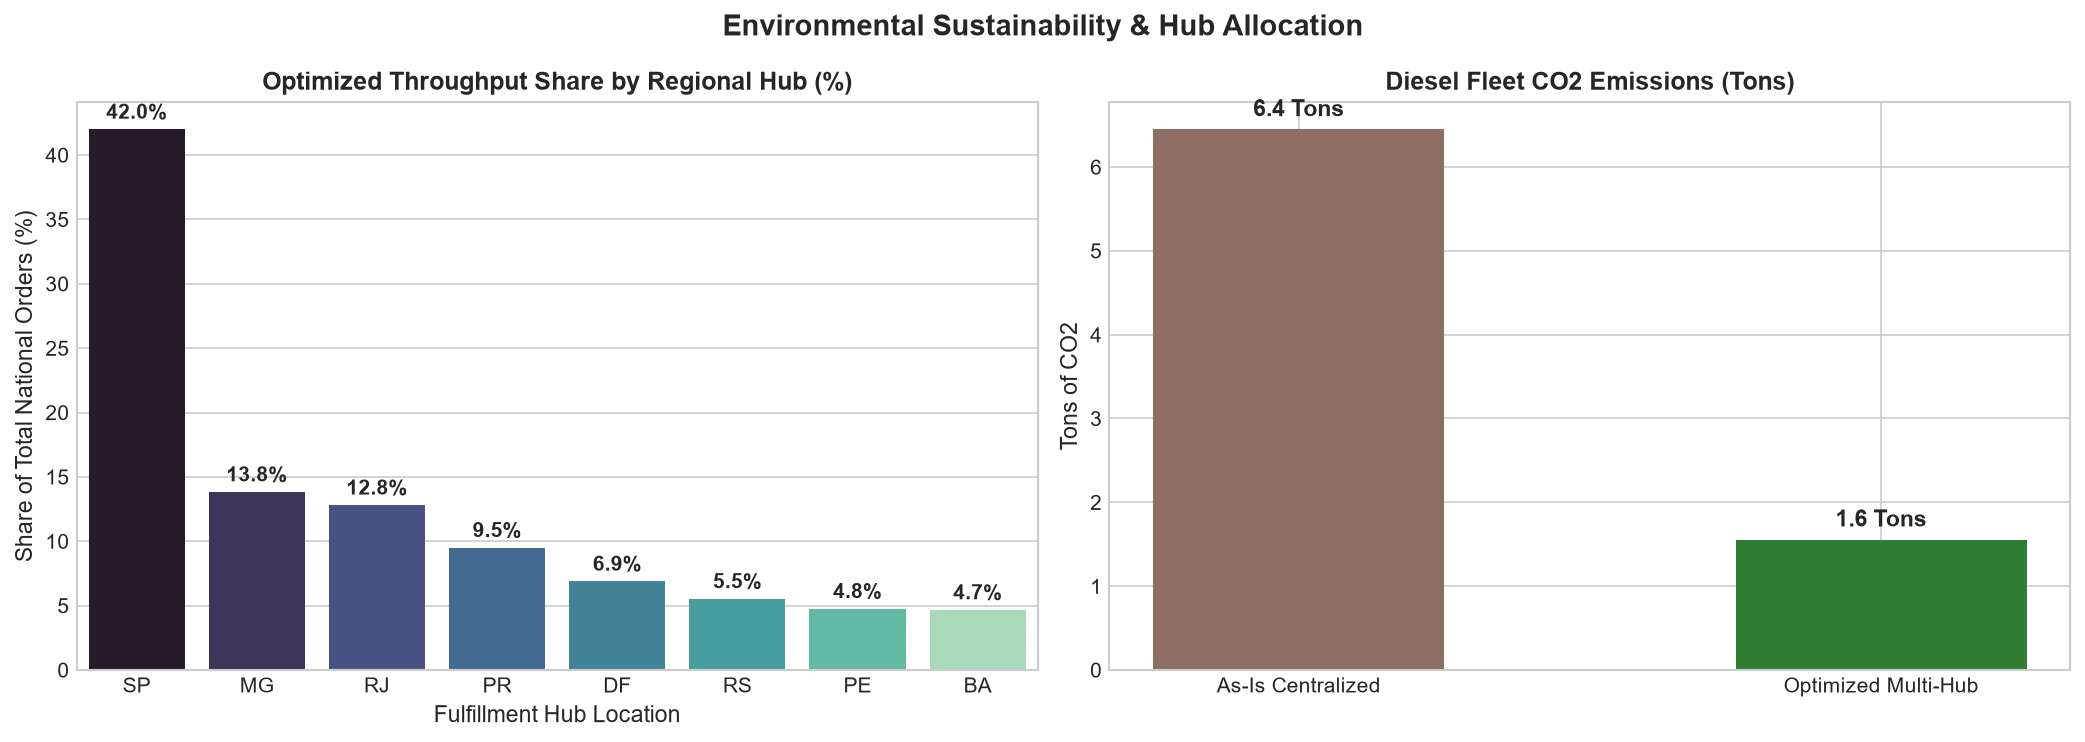 Environmental Sustainability & Hub Allocation
Optimized Throughput Share by Regional Hub (%)
Share of Total National Orders (%)
40
35
30
25
20
15
10
5
0
42.0%
13.8%
12.8%
9.5%
6.9%
5.5%
4.8%
4.7%
SP
MG
RJ
PR
DF
RS
PE
BA
Fulfillment Hub Location
Diesel Fleet CO2 Emissions (Tons)
Tons of CO2
6
5
4
3
2
1
0
6.4 Tons
1.6 Tons
As-Is Centralized
Optimized Multi-Hub